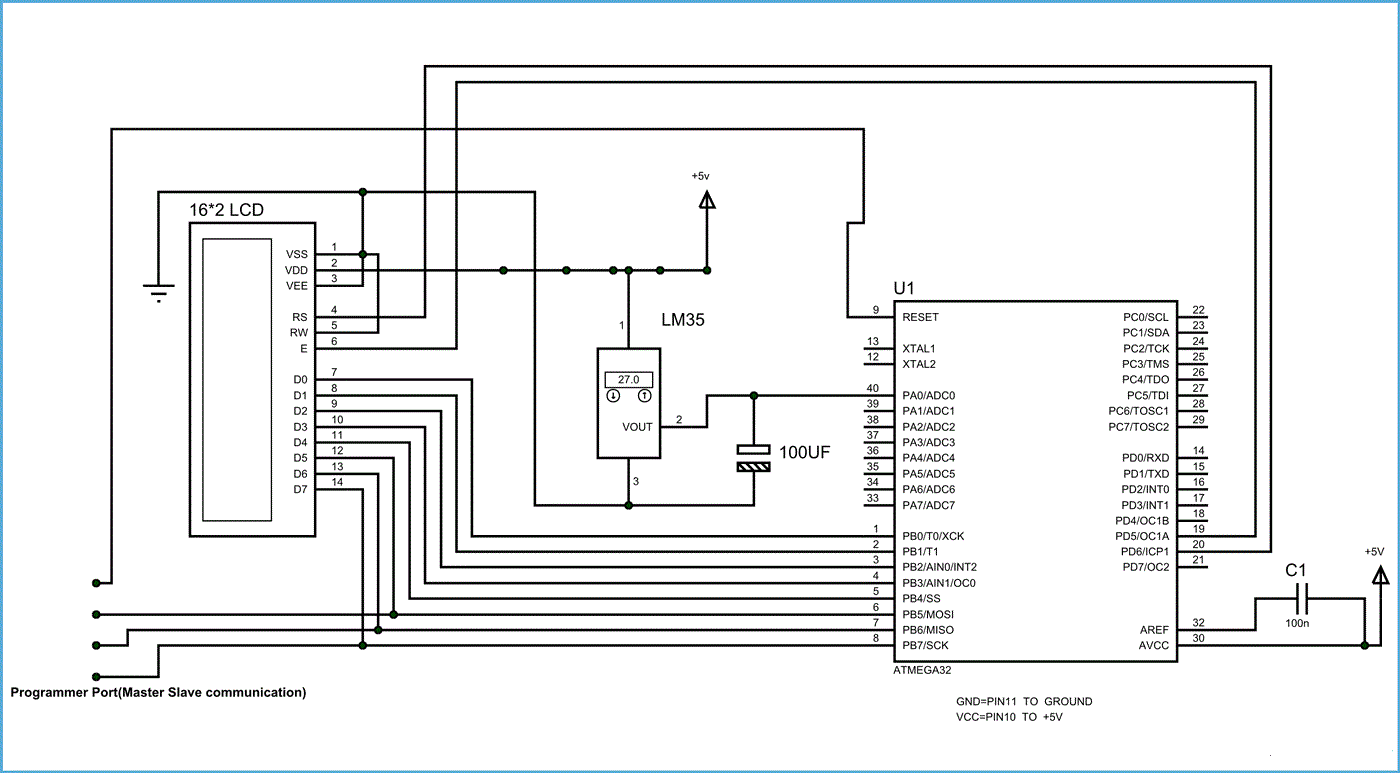 +5v
16*2 LCD
VSS 1
VDD 2
VEE 3
RS 4
RW 5
E 6
D0 7
D1 8
D2 9
D3 10
D4 11
D5 12
D6 13
D7 14
LM35
1
27.0
VOUT 2
3
100UF
U1
9 RESET
13 XTAL1
12 XTAL2
40 PA0/ADC0
39 PA1/ADC1
38 PA2/ADC2
37 PA3/ADC3
36 PA4/ADC4
35 PA5/ADC5
34 PA6/ADC6
33 PA7/ADC7
1 PB0/T0/XCK
2 PB1/T1
3 PB2/AIN0/INT2
4 PB3/AIN1/OC0
5 PB4/SS
6 PB5/MOSI
7 PB6/MISO
8 PB7/SCK
PC0/SCL 22
PC1/SDA 23
PC2/TCK 24
PC3/TMS 25
PC4/TDO 26
PC5/TDI 27
PC6/TOSC1 28
PC7/TOSC2 29
PD0/RXD 14
PD1/TXD 15
PD2/INT0 16
PD3/INT1 17
PD4/OC1B 18
PD5/OC1A 19
PD6/ICP1 20
PD7/OC2 21
AREF 32
AVCC 30
ATMEGA32
C1
100n
+5V
Programmer Port(Master Slave communication)
GND=PIN11 TO GROUND
VCC=PIN10 TO +5V